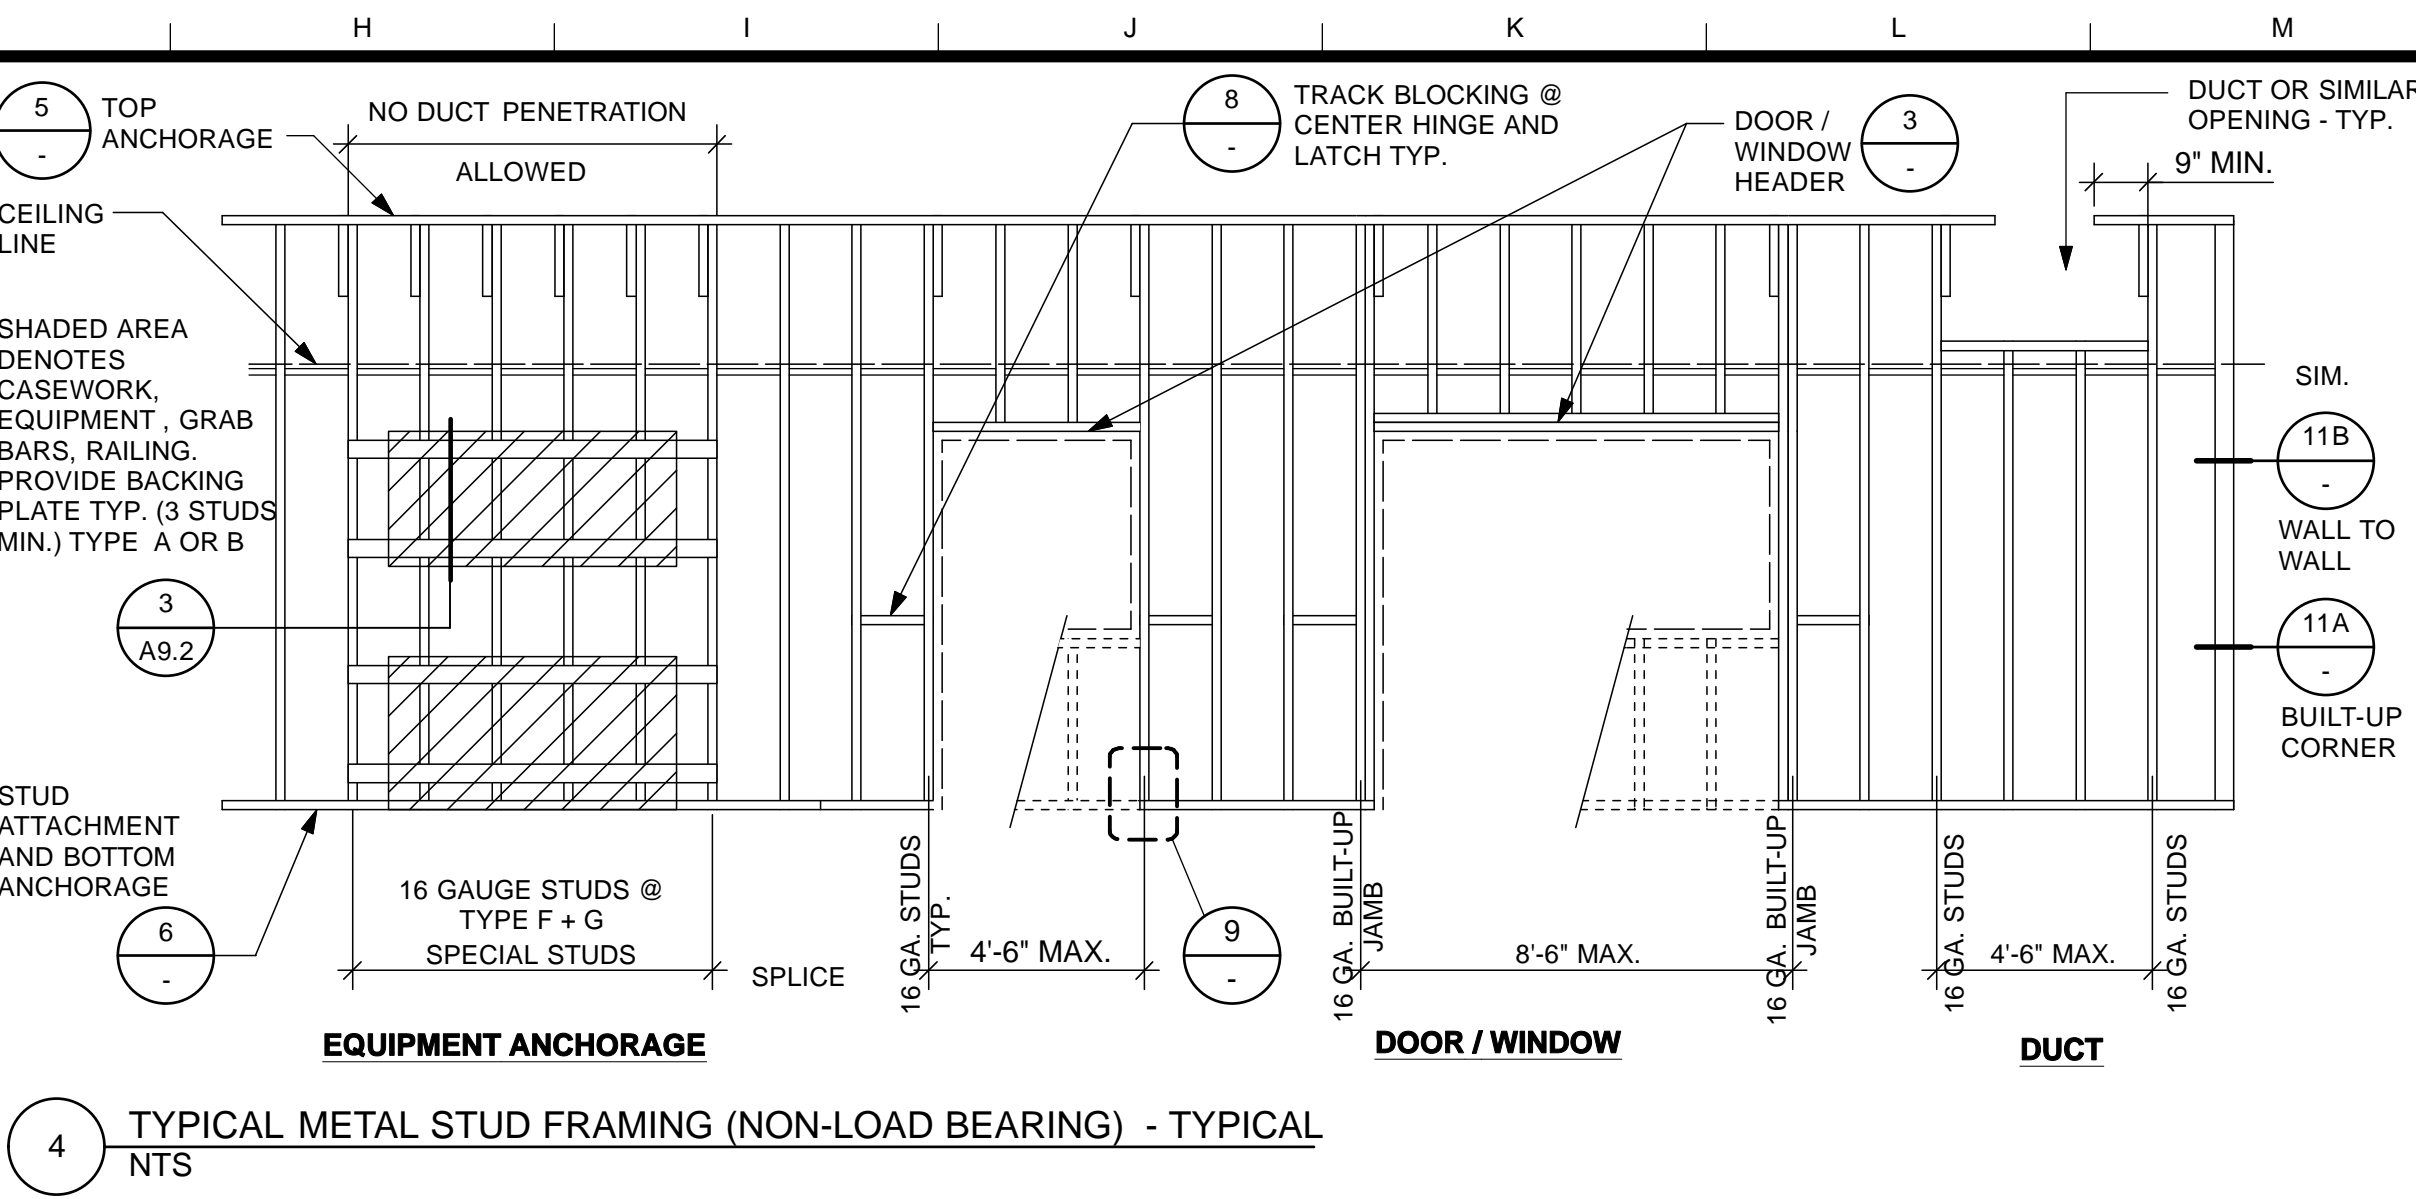 H I J K L M
5
-
TOP
ANCHORAGE
NO DUCT PENETRATION
ALLOWED
8
-
TRACK BLOCKING @
CENTER HINGE AND
LATCH TYP.
DOOR /
WINDOW
HEADER
3
-
DUCT OR SIMILAR
OPENING - TYP.
9" MIN.
CEILING
LINE
SHADED AREA
DENOTES
CASEWORK,
EQUIPMENT , GRAB
BARS, RAILING.
PROVIDE BACKING
PLATE TYP. (3 STUDS
MIN.) TYPE A OR B
3
A9.2
SIM.
11B
-
WALL TO
WALL
11A
-
BUILT-UP
CORNER
STUD
ATTACHMENT
AND BOTTOM
ANCHORAGE
6
-
16 GAUGE STUDS @
TYPE F + G
SPECIAL STUDS
SPLICE
16 GA. STUDS
TYP.
4'-6" MAX.
9
-
16 GA. BUILT-UP
JAMB
8'-6" MAX.
16 GA. BUILT-UP
JAMB
16 GA. STUDS
4'-6" MAX.
16 GA. STUDS
EQUIPMENT ANCHORAGE
DOOR / WINDOW
DUCT
4
TYPICAL METAL STUD FRAMING (NON-LOAD BEARING) - TYPICAL
NTS